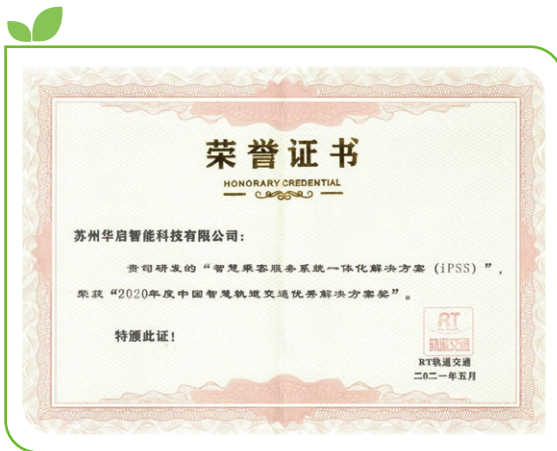 荣誉证书
HONORARY CREDENTIAL
苏州华启智能科技有限公司：
贵司研发的“智慧乘客服务系统一体化解决方案（iPSS）”，
荣获“2020年度中国智慧轨道交通优秀解决方案奖”。
特颁此证！
RT
轨道交通
RT轨道交通
二〇二一年五月